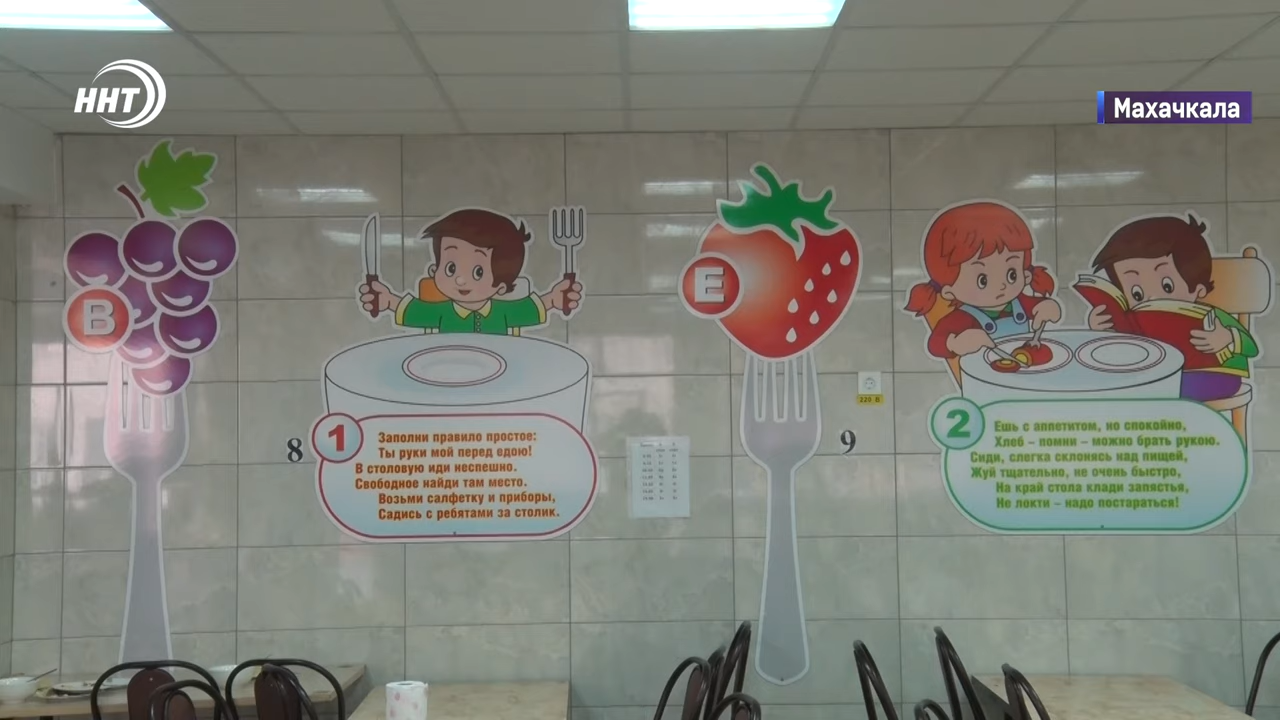 ННТ
Махачкала
В
Е
220 В
8
9
1
Заполни правило простое:
Ты руки мой перед едою!
В столовую иди неспешно.
Свободное найди там место.
Возьми салфетку и приборы,
Садись с ребятами за столик.
2
Ешь с аппетитом, но спокойно,
Хлеб – помни – можно брать рукою.
Сиди, слегка склонясь над пищей,
Жуй тщательно, не очень быстро,
На край стола клади запястья,
Не локти – надо постараться!